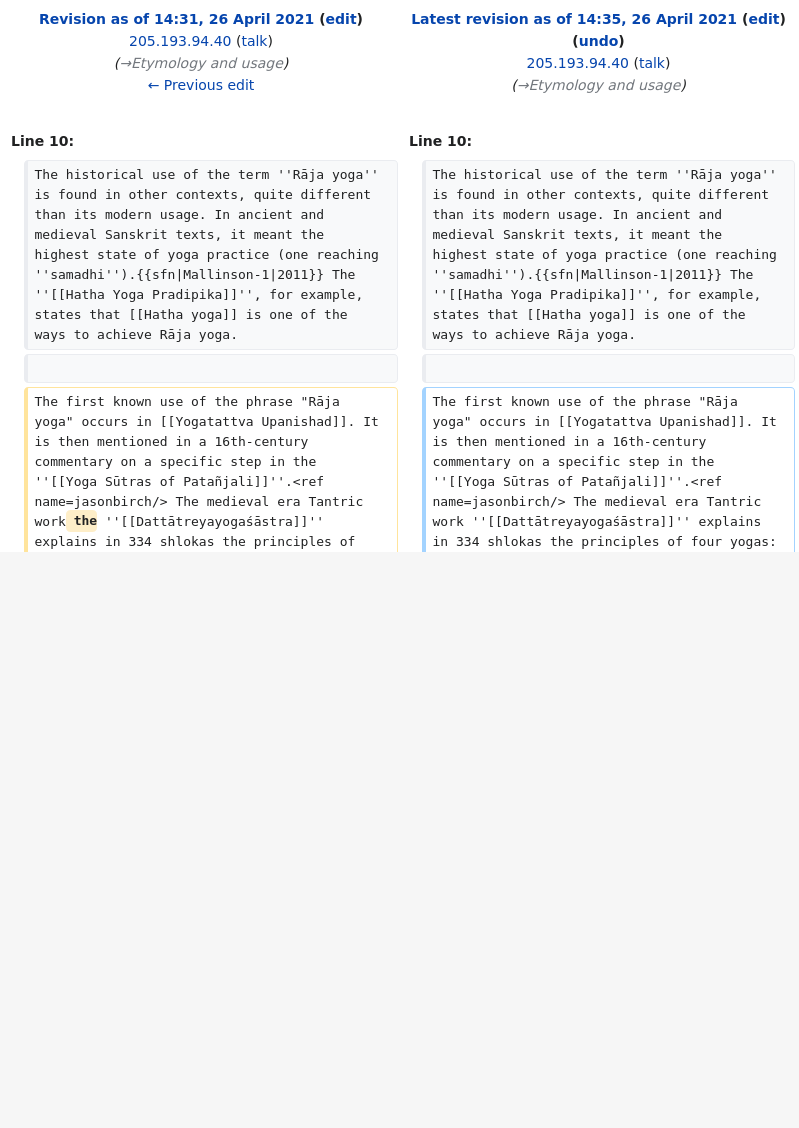 Revision as of 14:31, 26 April 2021 (edit)
205.193.94.40 (talk)
(→Etymology and usage)
← Previous edit
Latest revision as of 14:35, 26 April 2021 (edit)
(undo)
205.193.94.40 (talk)
(→Etymology and usage)
Line 10:
Line 10:
The historical use of the term ''Rāja yoga''
is found in other contexts, quite different
than its modern usage. In ancient and
medieval Sanskrit texts, it meant the
highest state of yoga practice (one reaching
''samadhi'').{{sfn|Mallinson-1|2011}} The
''[[Hatha Yoga Pradipika]]'', for example,
states that [[Hatha yoga]] is one of the
ways to achieve Rāja yoga.
The historical use of the term ''Rāja yoga''
is found in other contexts, quite different
than its modern usage. In ancient and
medieval Sanskrit texts, it meant the
highest state of yoga practice (one reaching
''samadhi'').{{sfn|Mallinson-1|2011}} The
''[[Hatha Yoga Pradipika]]'', for example,
states that [[Hatha yoga]] is one of the
ways to achieve Rāja yoga.
The first known use of the phrase "Rāja
yoga" occurs in [[Yogatattva Upanishad]]. It
is then mentioned in a 16th-century
commentary on a specific step in the
''[[Yoga Sūtras of Patañjali]]''.<ref
name=jasonbirch/> The medieval era Tantric
work the ''[[Dattātreyayogaśāstra]]''
explains in 334 shlokas the principles of
The first known use of the phrase "Rāja
yoga" occurs in [[Yogatattva Upanishad]]. It
is then mentioned in a 16th-century
commentary on a specific step in the
''[[Yoga Sūtras of Patañjali]]''.<ref
name=jasonbirch/> The medieval era Tantric
work ''[[Dattātreyayogaśāstra]]'' explains
in 334 shlokas the principles of four yogas: